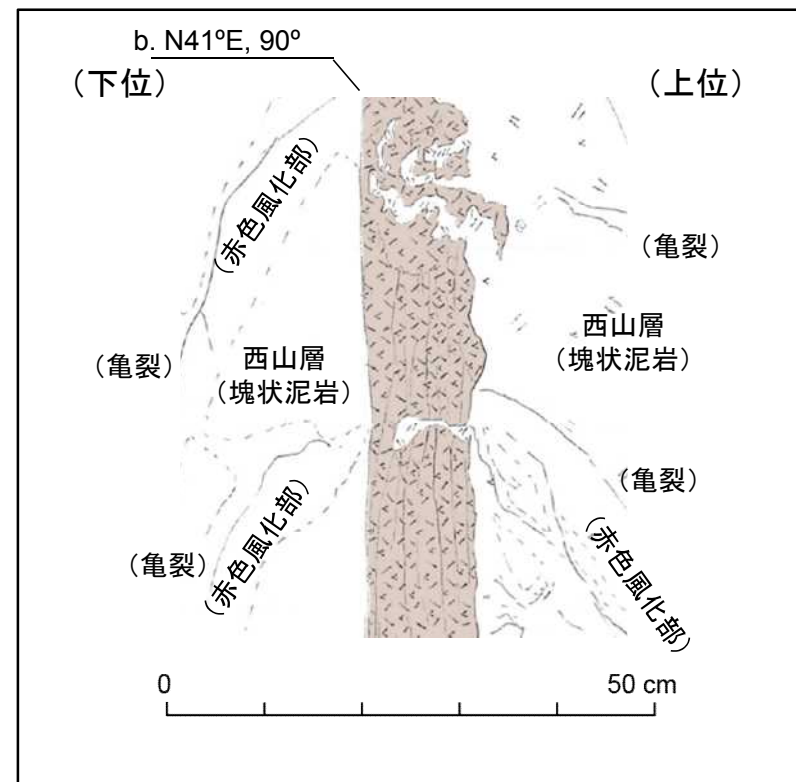 b. N41ºE, 90º
（下位）
（上位）
（赤色風化部）
（亀裂）
（亀裂）
西山層
（塊状泥岩）
西山層
（塊状泥岩）
（亀裂）
（赤色風化部）
（亀裂）
（赤色風化部）
0
50 cm